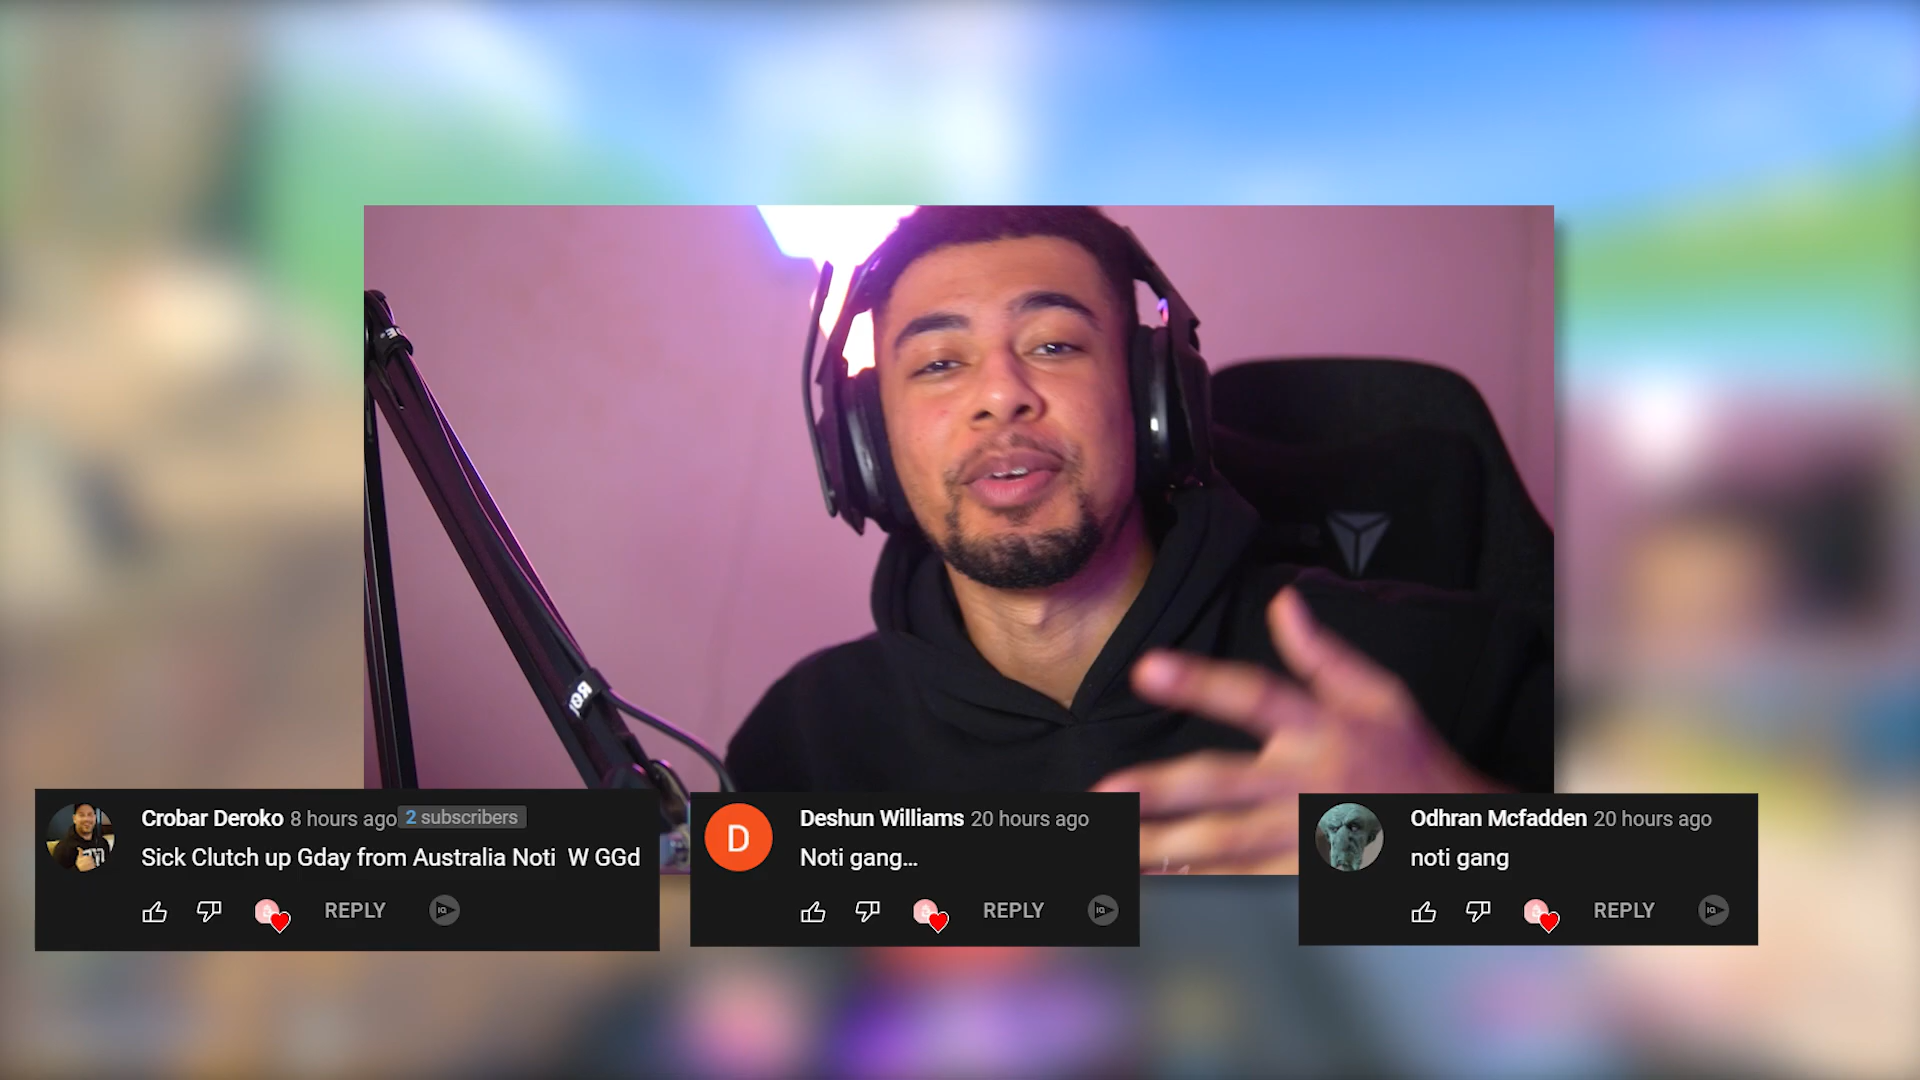 Crobar Deroko 8 hours ago 2 subscribers
Sick Clutch up Gday from Australia Noti W GGd
REPLY
Deshun Williams 20 hours ago
D
Noti gang...
REPLY
Odhran Mcfadden 20 hours ago
noti gang
REPLY